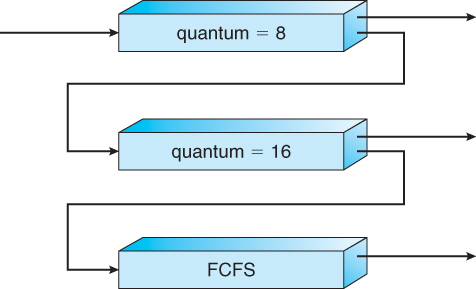 quantum = 8
quantum = 16
FCFS